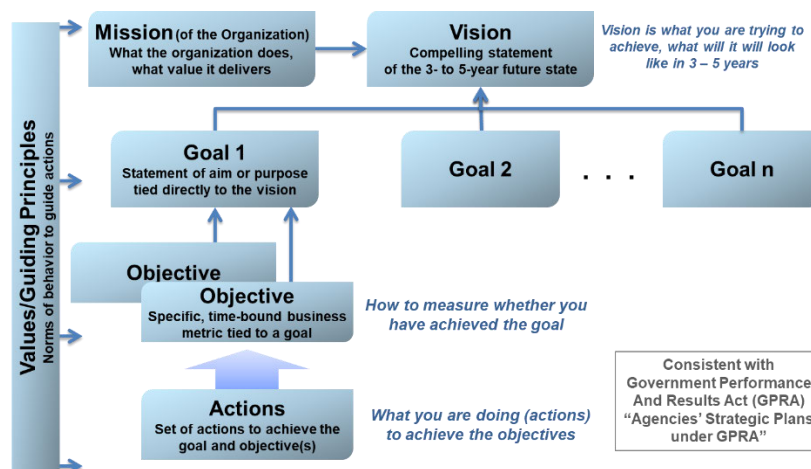 Mission (of the Organization)
What the organization does,
what value it delivers
Vision
Compelling statement
of the 3- to 5-year future state
Vision is what you are trying to
achieve, what will it will look
like in 3 – 5 years
Values/Guiding Principles
Norms of behavior to guide actions
Goal 1
Statement of aim or purpose
tied directly to the vision
Goal 2
. . .
Goal n
Objective
Objective
Specific, time-bound business
metric tied to a goal
How to measure whether you
have achieved the goal
Actions
Set of actions to achieve the
goal and objective(s)
What you are doing (actions)
to achieve the objectives
Consistent with
Government Performance
And Results Act (GPRA)
“Agencies’ Strategic Plans
under GPRA”